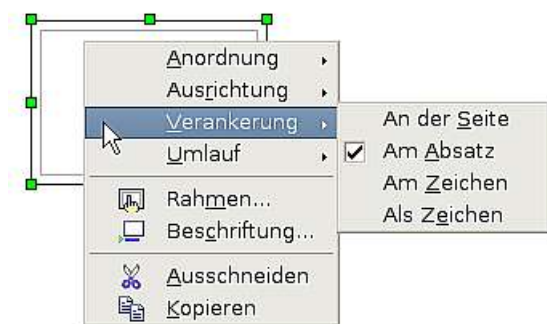 Anordnung
Ausrichtung
Verankerung
Umlauf
Rahmen...
Beschriftung...
Ausschneiden
Kopieren
An der Seite
Am Absatz
Am Zeichen
Als Zeichen